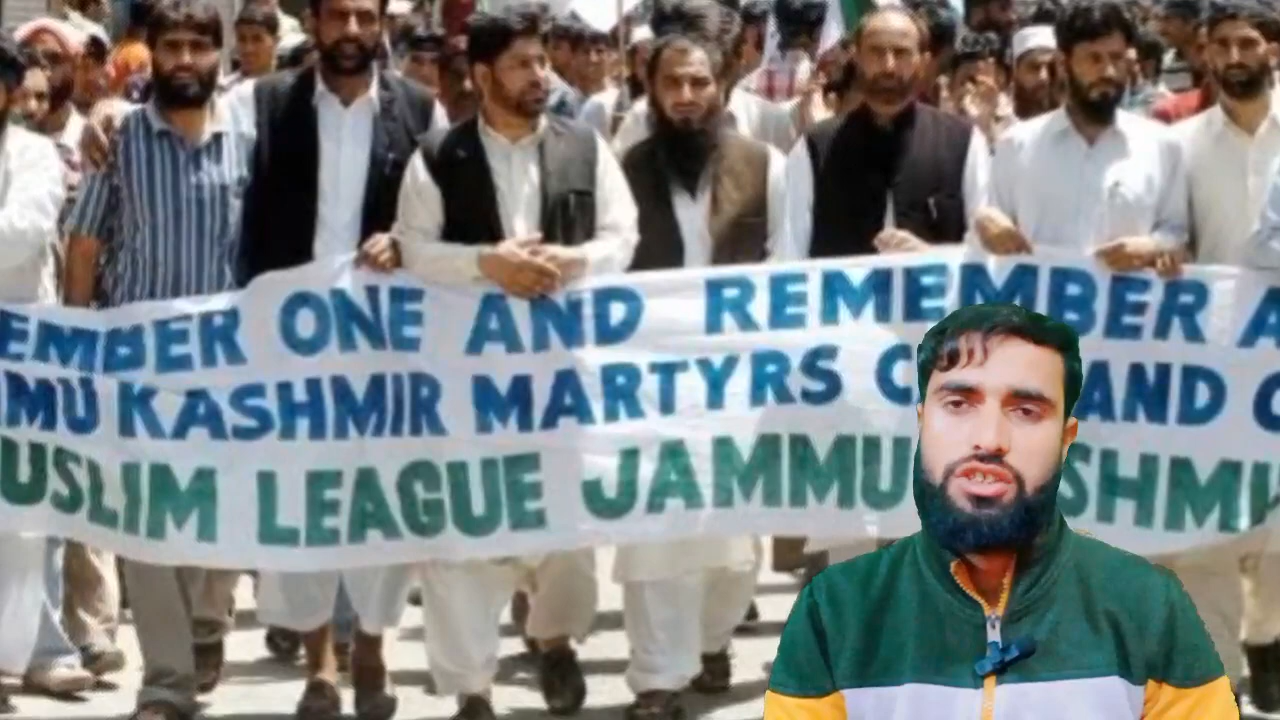 EMBER ONE AND REMEMBER A
MU KASHMIR MARTYRS C AND C
USLIM LEAGUE JAMMU SHMI